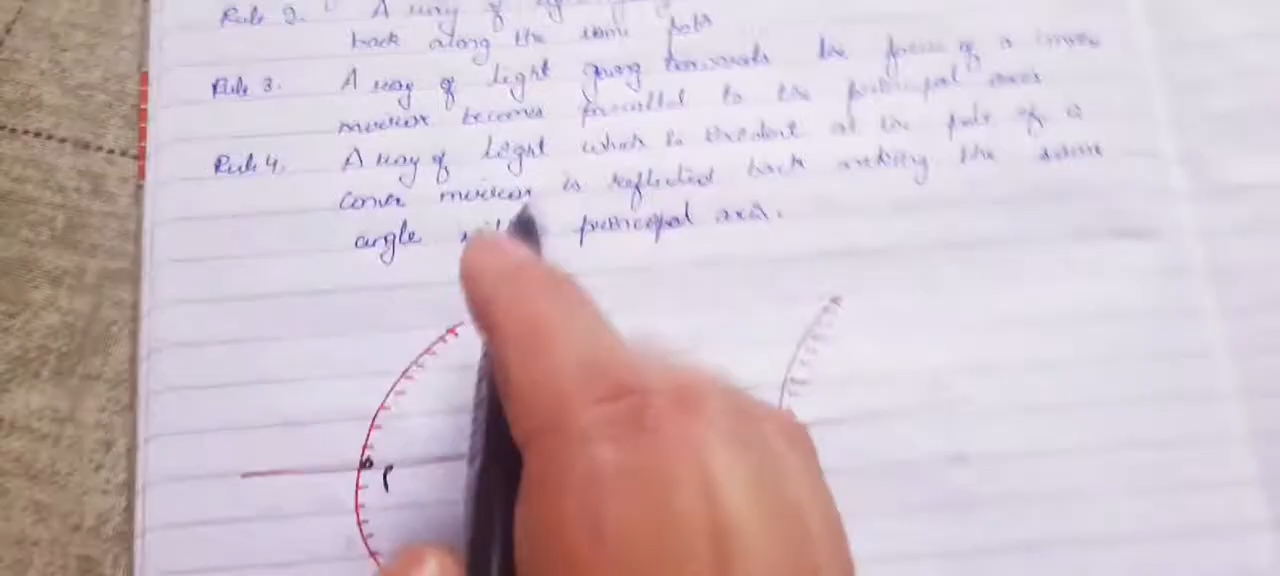 Rule 2. A ray of
back along the same path
Rule 3. A ray of light going towards the focus of a convex
mirror becomes parallel to the principal axis
Rule 4. A ray of light which is incident at the pole of a
convex mirror is reflected back making the same
angle with principal axis.
P